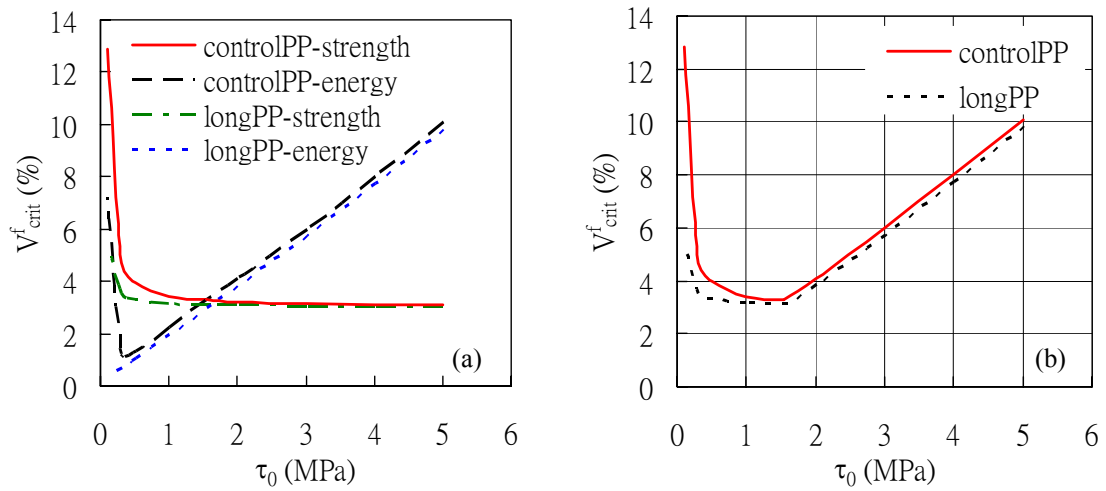 14
12
10
8
6
4
2
0
V^f_crit (%)
controlPP-strength
controlPP-energy
longPP-strength
longPP-energy
(a)
0 1 2 3 4 5 6
τ₀ (MPa)
14
12
10
8
6
4
2
0
V^f_crit (%)
controlPP
longPP
(b)
0 1 2 3 4 5 6
τ₀ (MPa)